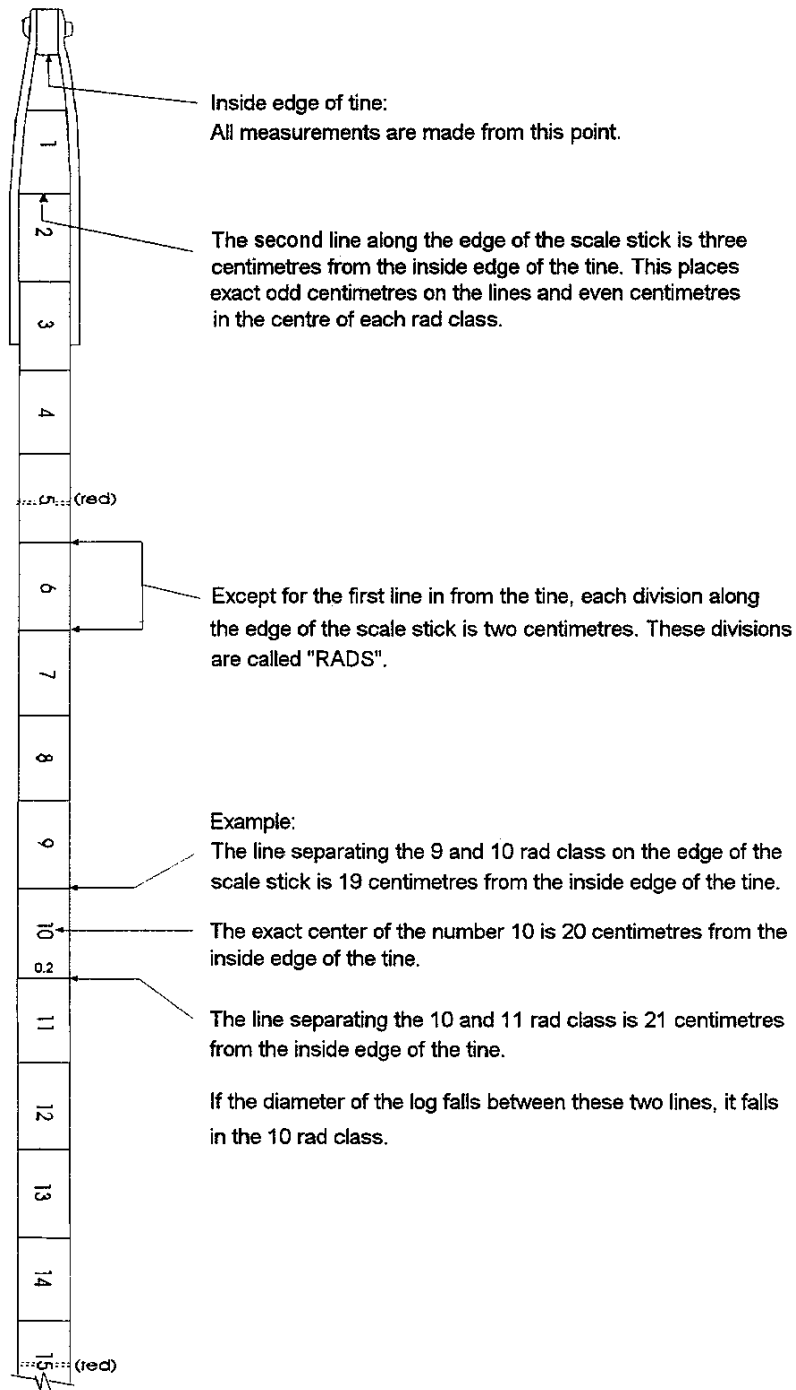 Inside edge of tine:
All measurements are made from this point.
1
The second line along the edge of the scale stick is three
2
centimetres from the inside edge of the tine. This places
exact odd centimetres on the lines and even centimetres
in the centre of each rad class.
3
4
5 (red)
6
Except for the first line in from the tine, each division along
the edge of the scale stick is two centimetres. These divisions
are called "RADS".
7
8
Example:
9
The line separating the 9 and 10 rad class on the edge of the
scale stick is 19 centimetres from the inside edge of the tine.
10
The exact center of the number 10 is 20 centimetres from the
inside edge of the tine.
0.2
11
The line separating the 10 and 11 rad class is 21 centimetres
from the inside edge of the tine.
12
If the diameter of the log falls between these two lines, it falls
in the 10 rad class.
13
14
15 (red)